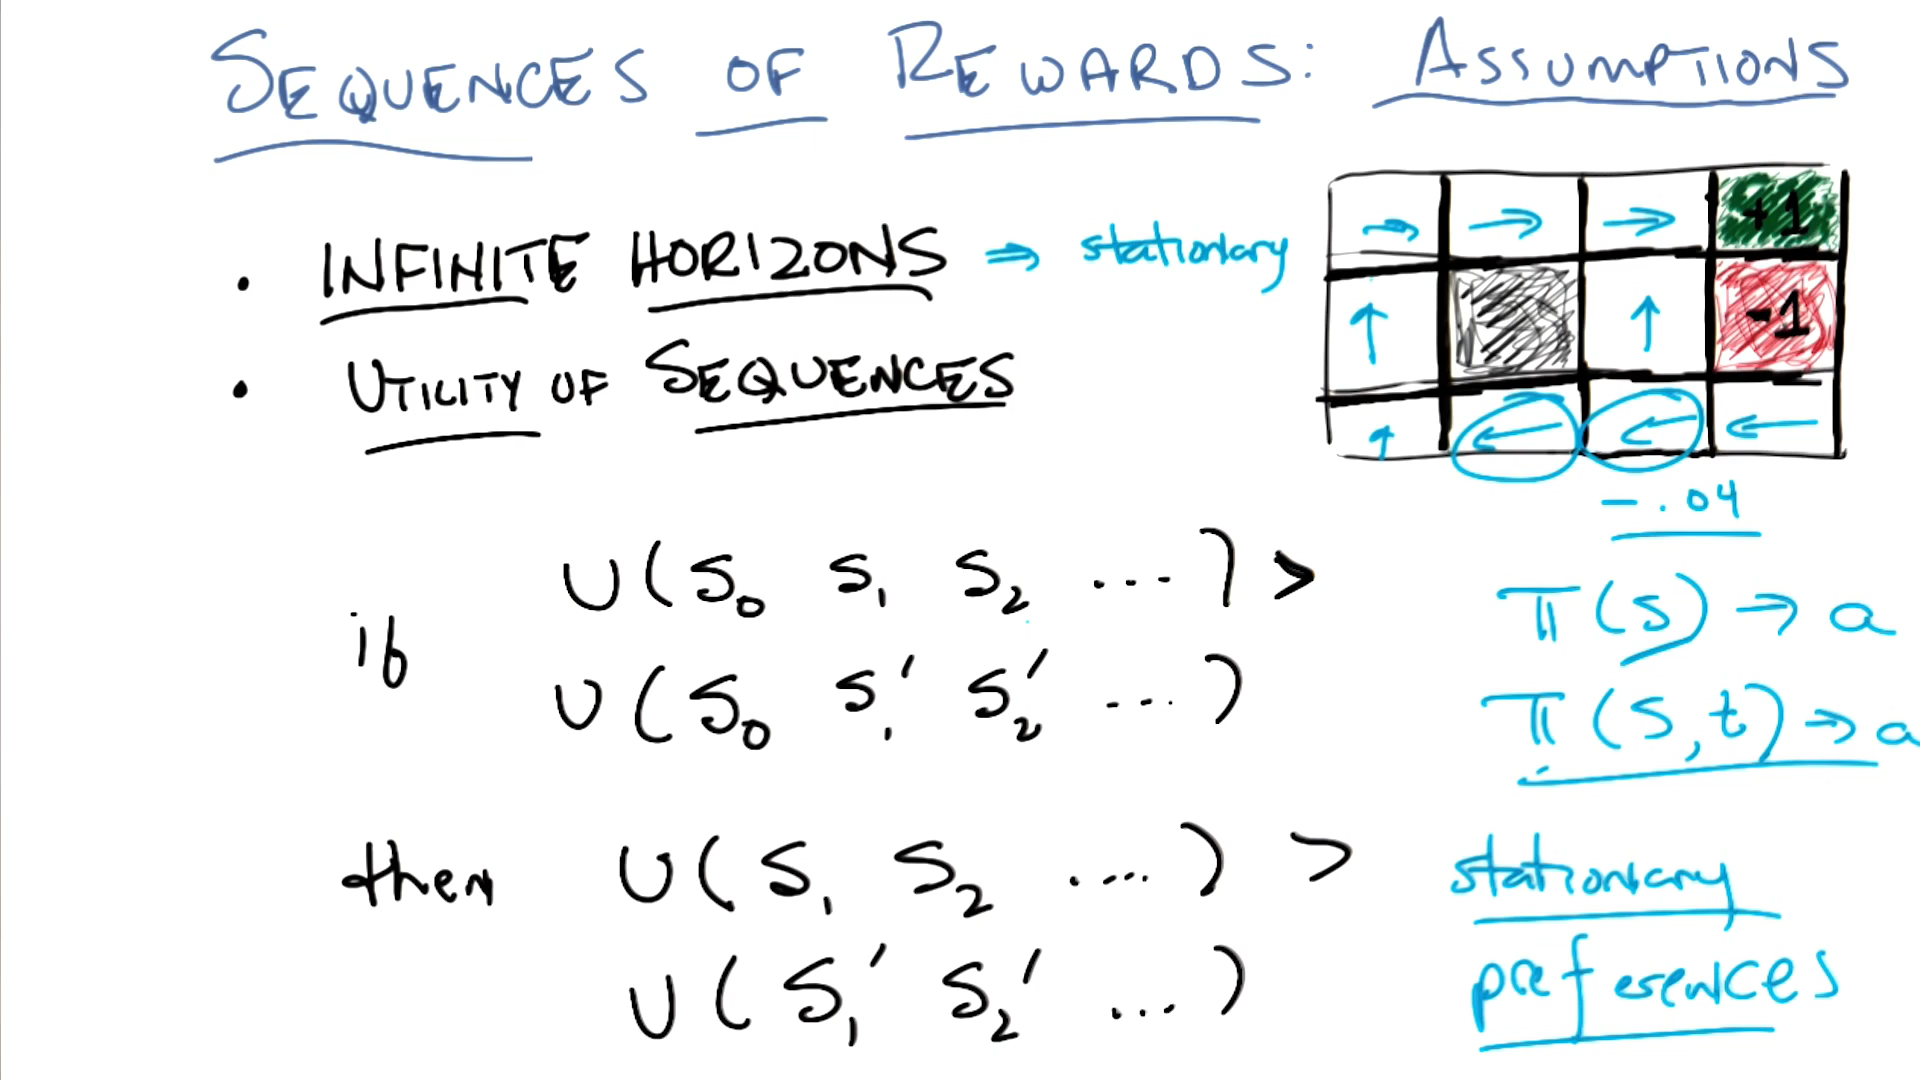 SEQUENCES OF REWARDS: ASSUMPTIONS
• INFINITE HORIZONS ⇒ stationary
• UTILITY OF SEQUENCES
→ → → +1
↑ ↑ -1
↑ ← ← ←
-.04
if U(S₀ S₁ S₂ ....) >
U(S₀ S₁' S₂' ...)
π(s) → a
π(s,t) → a
then U(S₁ S₂ .....) >
U(S₁' S₂' ...)
stationary
preferences